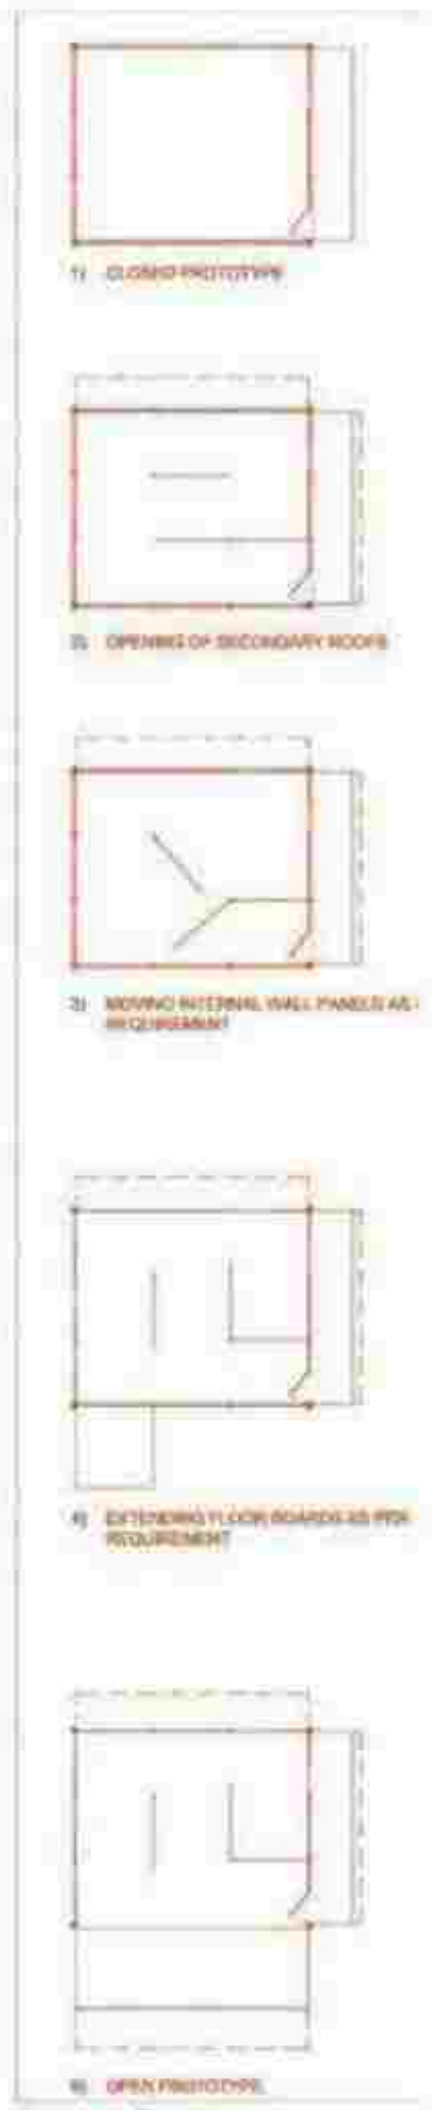 1) CLOSED PROTOTYPE
2) OPENING OF SECONDARY ROOFS
3) MOVING INTERNAL WALL PANELS AS
REQUIREMENT
4) EXTENDING FLOOR BOARDS AS PER
REQUIREMENT
OPEN PROTOTYPE